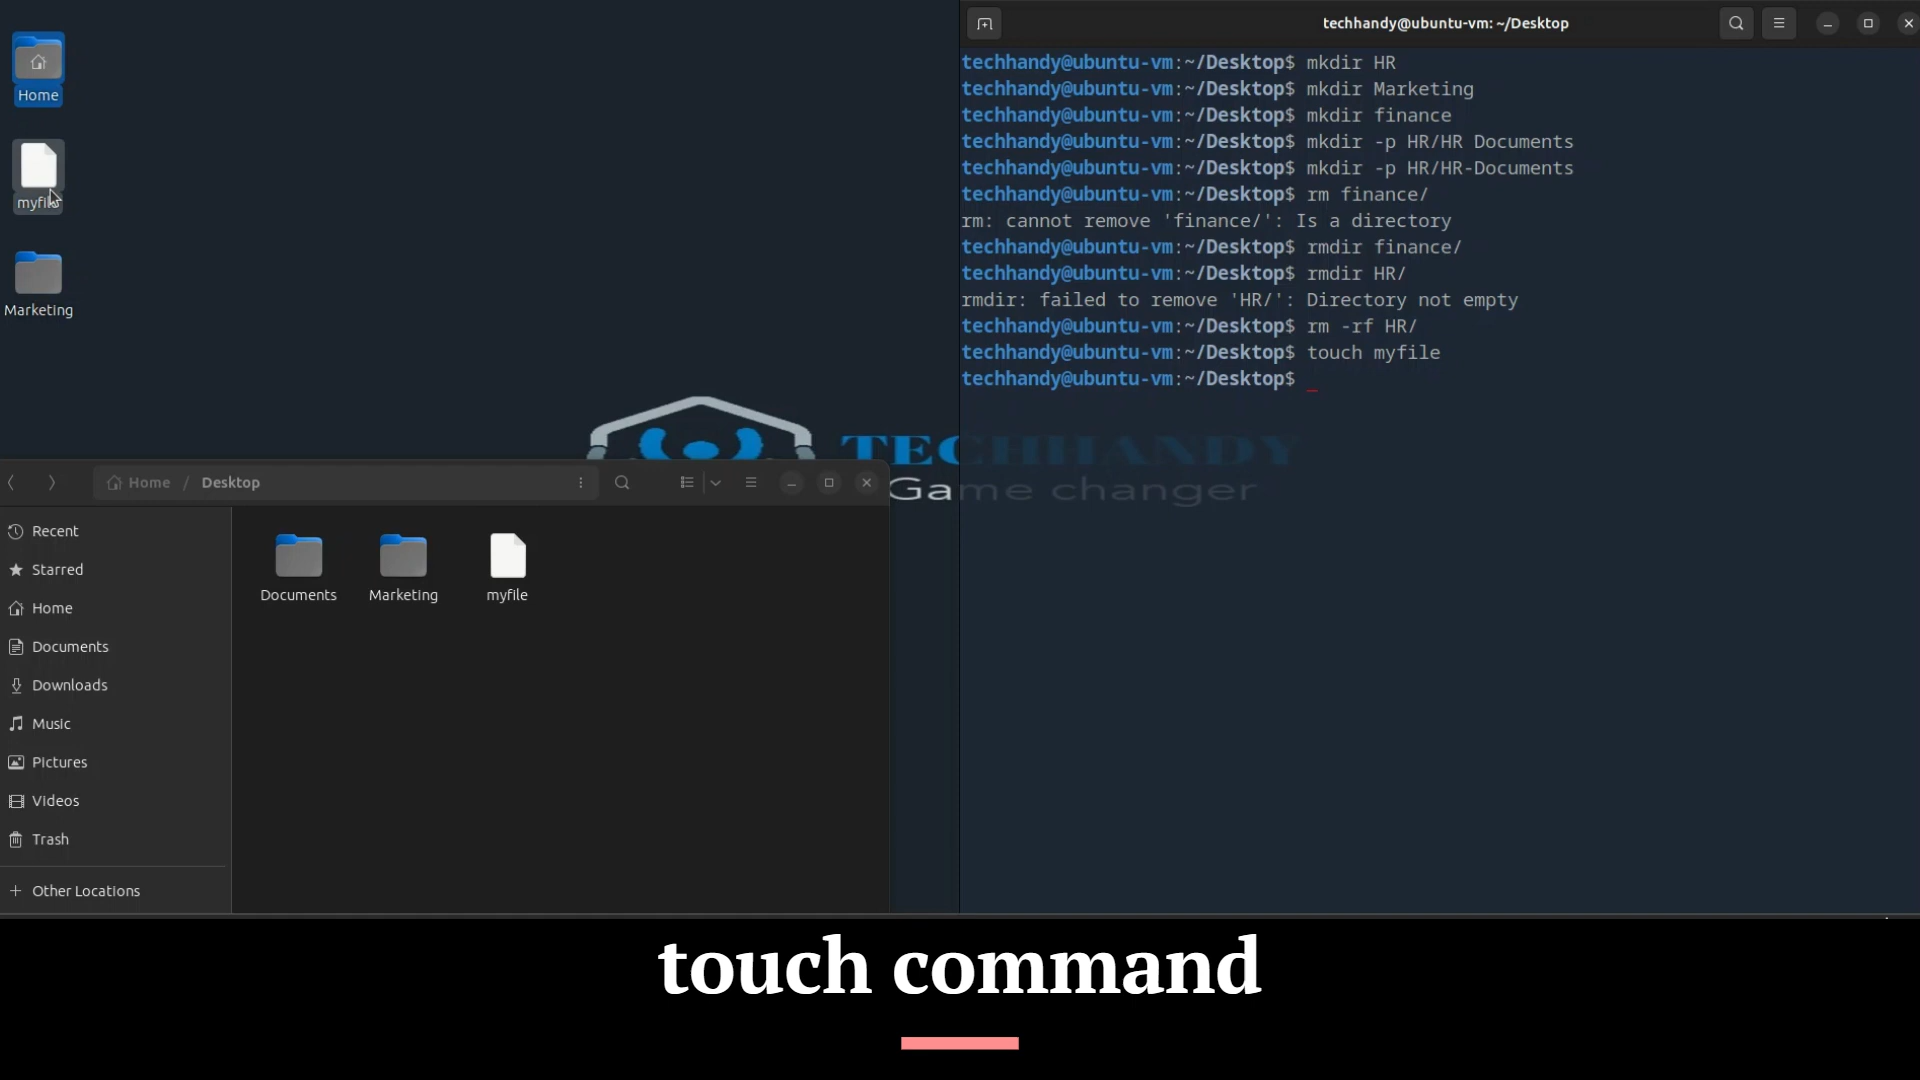 Home
myfile
Marketing
techhandy@ubuntu-vm: ~/Desktop
techhandy@ubuntu-vm:~/Desktop$ mkdir HR
techhandy@ubuntu-vm:~/Desktop$ mkdir Marketing
techhandy@ubuntu-vm:~/Desktop$ mkdir finance
techhandy@ubuntu-vm:~/Desktop$ mkdir -p HR/HR Documents
techhandy@ubuntu-vm:~/Desktop$ mkdir -p HR/HR-Documents
techhandy@ubuntu-vm:~/Desktop$ rm finance/
rm: cannot remove 'finance/': Is a directory
techhandy@ubuntu-vm:~/Desktop$ rmdir finance/
techhandy@ubuntu-vm:~/Desktop$ rmdir HR/
rmdir: failed to remove 'HR/': Directory not empty
techhandy@ubuntu-vm:~/Desktop$ rm -rf HR/
techhandy@ubuntu-vm:~/Desktop$ touch myfile
techhandy@ubuntu-vm:~/Desktop$ _
TECHHANDY
Game changer
Home / Desktop
Recent
Starred
Home
Documents
Downloads
Music
Pictures
Videos
Trash
+ Other Locations
Documents
Marketing
myfile
touch command